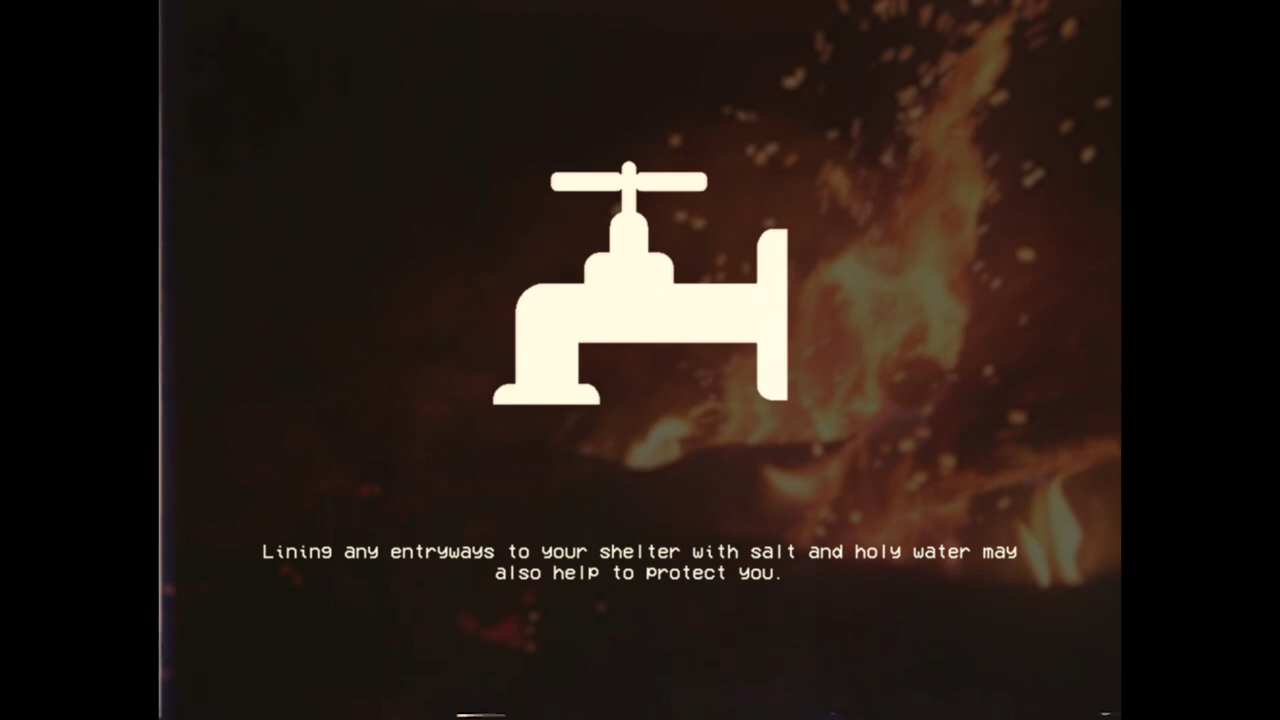 Lining any entryways to your shelter with salt and holy water may
also help to protect you.